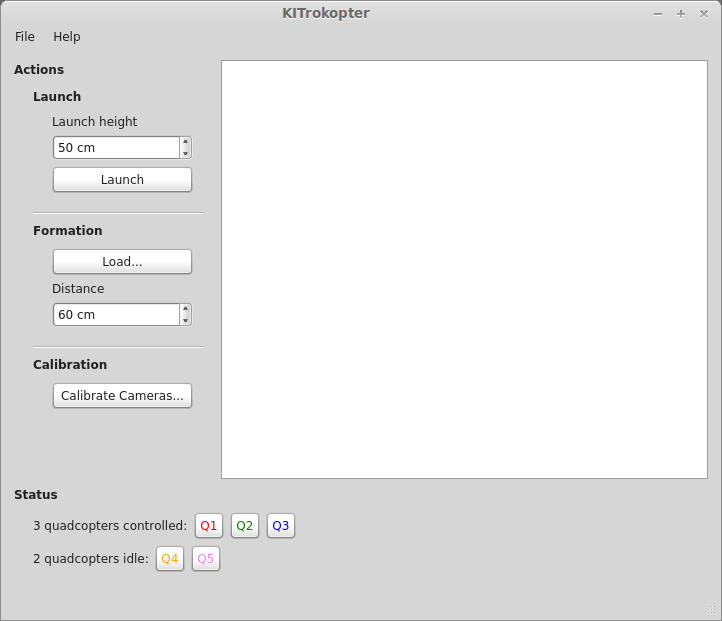 KITrokopter
File Help
Actions
Launch
Launch height
50 cm
Launch
Formation
Load...
Distance
60 cm
Calibration
Calibrate Cameras...
Status
3 quadcopters controlled: Q1 Q2 Q3
2 quadcopters idle: Q4 Q5